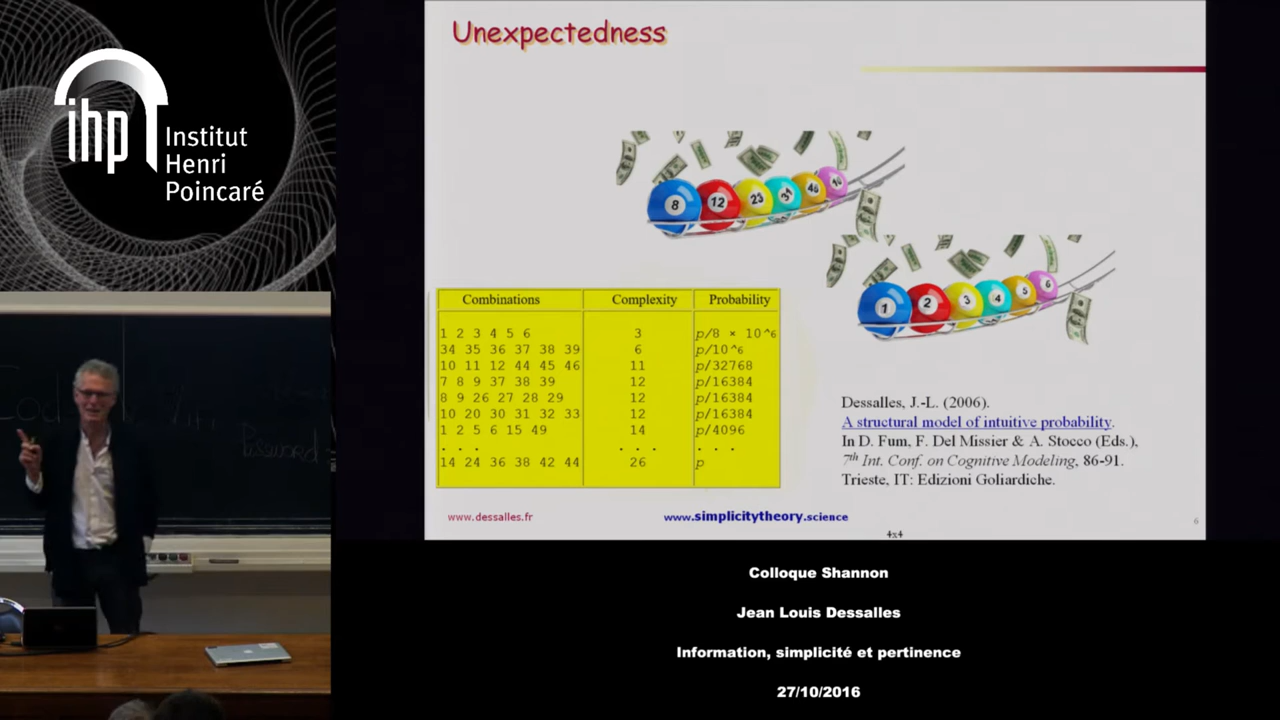 ihp
Institut
Henri
Poincaré
Unexpectedness
8 12 23 31
1 2 3 4 5 6
Combinations Complexity Probability
1 2 3 4 5 6 3 p/8 × 10^6
34 35 36 37 38 39 6 p/10^6
10 11 12 44 45 46 11 p/32768
7 8 9 37 38 39 12 p/16384
8 9 26 27 28 29 12 p/16384
10 20 30 31 32 33 12 p/16384
1 2 5 6 15 49 14 p/4096
. . . . . . . . .
14 24 36 38 42 44 26 p
Dessalles, J.-L. (2006).
A structural model of intuitive probability.
In D. Fum, F. Del Missier & A. Stocco (Eds.),
7th Int. Conf. on Cognitive Modeling, 86-91.
Trieste, IT: Edizioni Goliardiche.
www.dessalles.fr www.simplicitytheory.science 6
4x4
Colloque Shannon
Jean Louis Dessalles
Information, simplicité et pertinence
27/10/2016